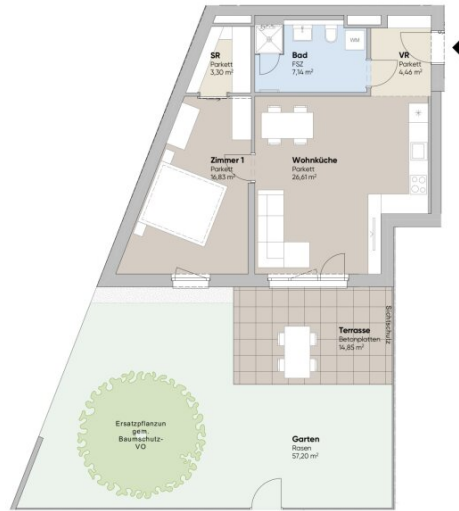 SR
Parkett
3,30 m²
Bad
FSZ
7,14 m²
WM
VR
Parkett
4,46 m²
Zimmer 1
Parkett
16,83 m²
Wohnküche
Parkett
26,61 m²
Sichtschutz
Terrasse
Betonplatten
14,85 m²
Ersatzpflanzun
gem.
Baumschutz-
VO
Garten
Rasen
57,20 m²